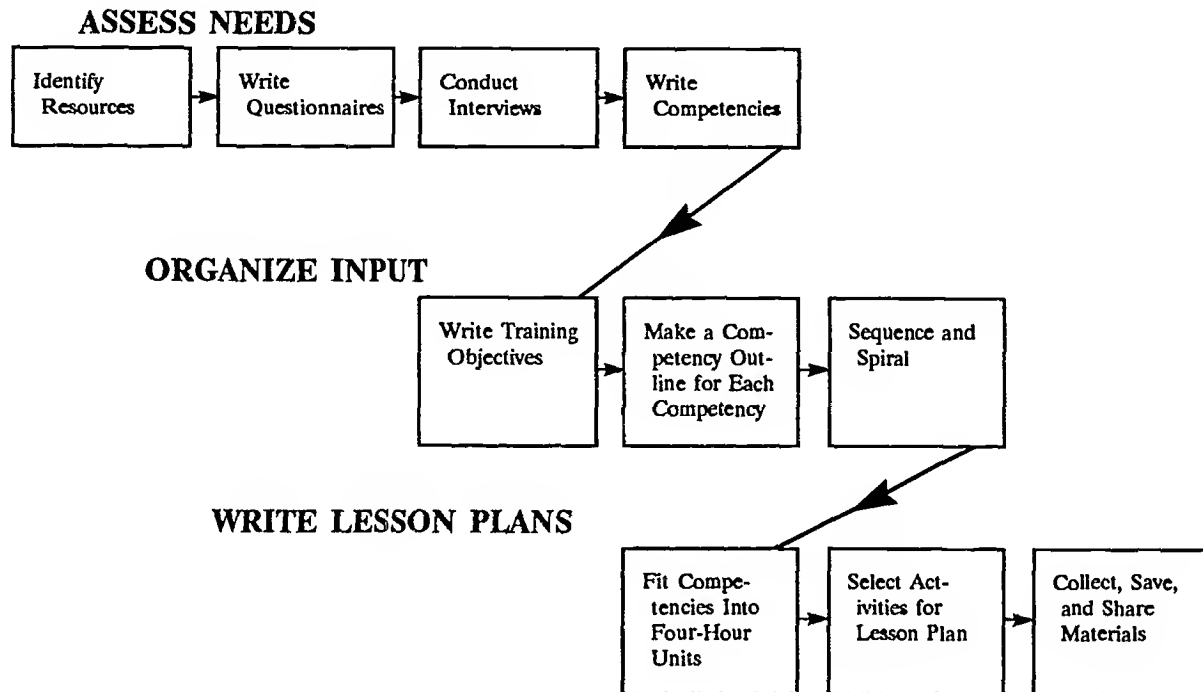 ASSESS NEEDS
Identify
Resources
Write
Questionnaires
Conduct
Interviews
Write
Competencies
ORGANIZE INPUT
Write Training
Objectives
Make a Com-
petency Out-
line for Each
Competency
Sequence and
Spiral
WRITE LESSON PLANS
Fit Compe-
tencies Into
Four-Hour
Units
Select Act-
ivities for
Lesson Plan
Collect, Save,
and Share
Materials